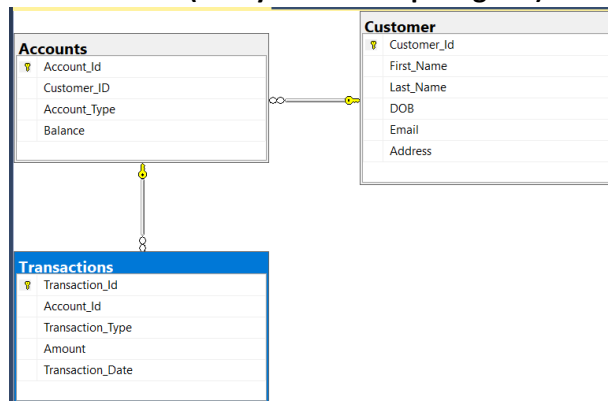 Customer
Customer_Id
First_Name
Last_Name
DOB
Email
Address
Accounts
Account_Id
Customer_ID
Account_Type
Balance
Transactions
Transaction_Id
Account_Id
Transaction_Type
Amount
Transaction_Date